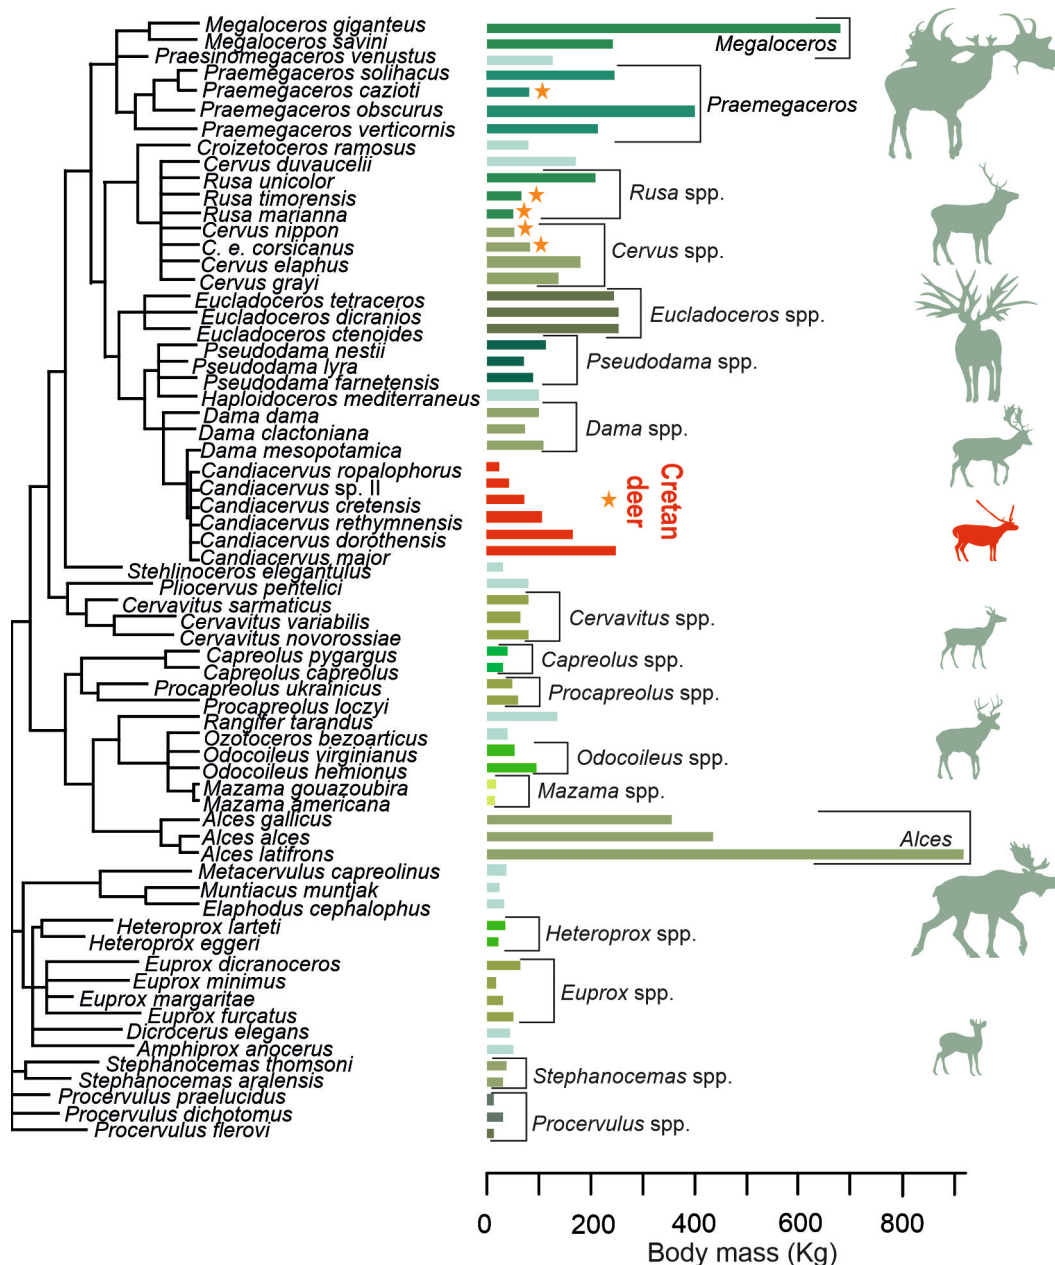 Megaloceros giganteus
Megaloceros savini
Praesinomegaceros venustus
Praemegaceros solihacus
Praemegaceros cazioti
Praemegaceros obscurus
Praemegaceros verticornis
Croizetoceros ramosus
Cervus duvaucelii
Rusa unicolor
Rusa timorensis
Rusa marianna
Cervus nippon
C. e. corsicanus
Cervus elaphus
Cervus grayi
Eucladoceros tetraceros
Eucladoceros dicranios
Eucladoceros ctenoides
Pseudodama nestii
Pseudodama lyra
Pseudodama farnetensis
Haploidoceros mediterraneus
Dama dama
Dama clactoniana
Dama mesopotamica
Candiacervus ropalophorus
Candiacervus sp. II
Candiacervus cretensis
Candiacervus rethymnensis
Candiacervus dorothensis
Candiacervus major
Stehlinoceros elegantulus
Pliocervus pentelici
Cervavitus sarmaticus
Cervavitus variabilis
Cervavitus novorossiae
Capreolus pygargus
Capreolus capreolus
Procapreolus ukrainicus
Procapreolus loczyi
Rangifer tarandus
Ozotoceros bezoarticus
Odocoileus virginianus
Odocoileus hemionus
Mazama gouazoubira
Mazama americana
Alces gallicus
Alces alces
Alces latifrons
Metacervulus capreolinus
Muntiacus muntjak
Elaphodus cephalophus
Heteroprox larteti
Heteroprox eggeri
Euprox dicranoceros
Euprox minimus
Euprox margaritae
Euprox furcatus
Dicrocerus elegans
Amphiprox anocerus
Stephanocemas thomsoni
Stephanocemas aralensis
Procervulus praelucidus
Procervulus dichotomus
Procervulus flerovi
Megaloceros
Praemegaceros
Rusa spp.
Cervus spp.
Eucladoceros spp.
Pseudodama spp.
Dama spp.
Cretan
deer
Cervavitus spp.
Capreolus spp.
Procapreolus spp.
Odocoileus spp.
Mazama spp.
Alces
Heteroprox spp.
Euprox spp.
Stephanocemas spp.
Procervulus spp.
0 200 400 600 800
Body mass (Kg)